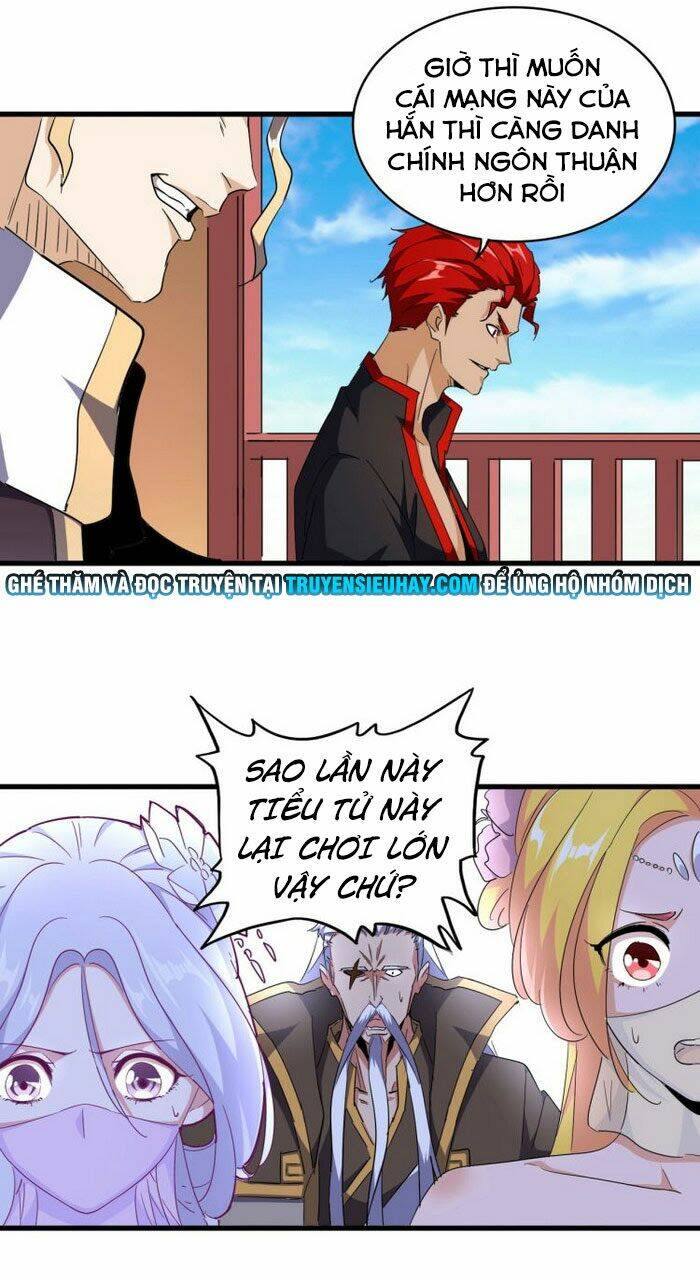 GIỜ THÌ MUỐN
CÁI MẠNG NÀY CỦA
HẮN THÌ CÀNG DANH
CHÍNH NGÔN THUẬN
HƠN RỒI
GHÉ THĂM VÀ ĐỌC TRUYỆN TẠI TRUYENSIEUHAY.COM ĐỂ ỦNG HỘ NHÓM DỊCH
SAO LẦN NÀY
TIỂU TỬ NÀY
LẠI CHƠI LỚN
VẬY CHỨ?